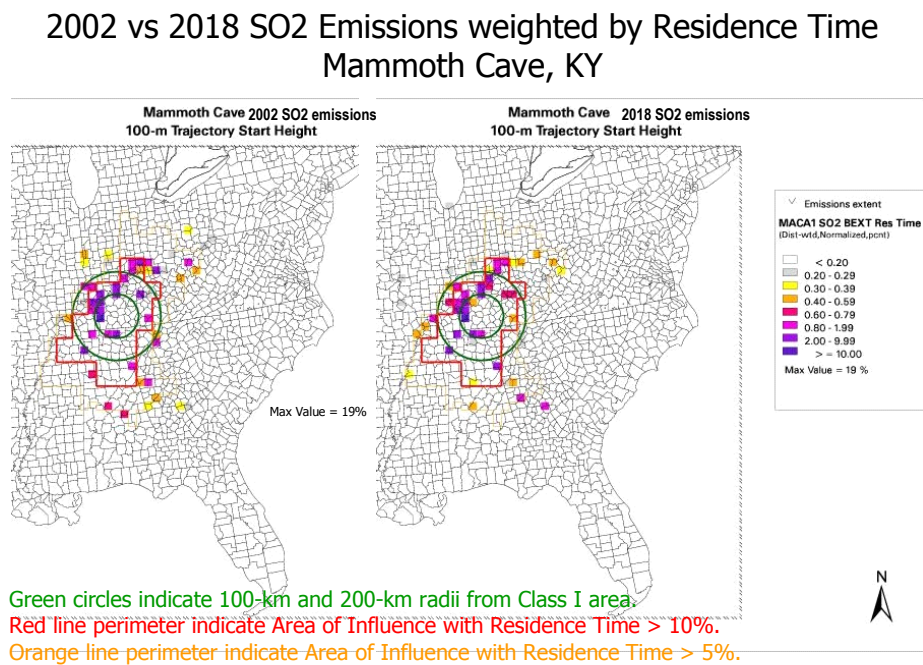 2002 vs 2018 SO2 Emissions weighted by Residence Time
Mammoth Cave, KY
Mammoth Cave 2002 SO2 emissions
100-m Trajectory Start Height
Mammoth Cave 2018 SO2 emissions
100-m Trajectory Start Height
Max Value = 19%
Emissions extent
MACA1 SO2 BEXT Res Time
(Dist-wtd,Normalized,pcnt)
< 0.20
0.20 - 0.29
0.30 - 0.39
0.40 - 0.59
0.60 - 0.79
0.80 - 1.99
2.00 - 9.99
> = 10.00
Max Value = 19 %
N
Green circles indicate 100-km and 200-km radii from Class I area.
Red line perimeter indicate Area of Influence with Residence Time > 10%.
Orange line perimeter indicate Area of Influence with Residence Time > 5%.